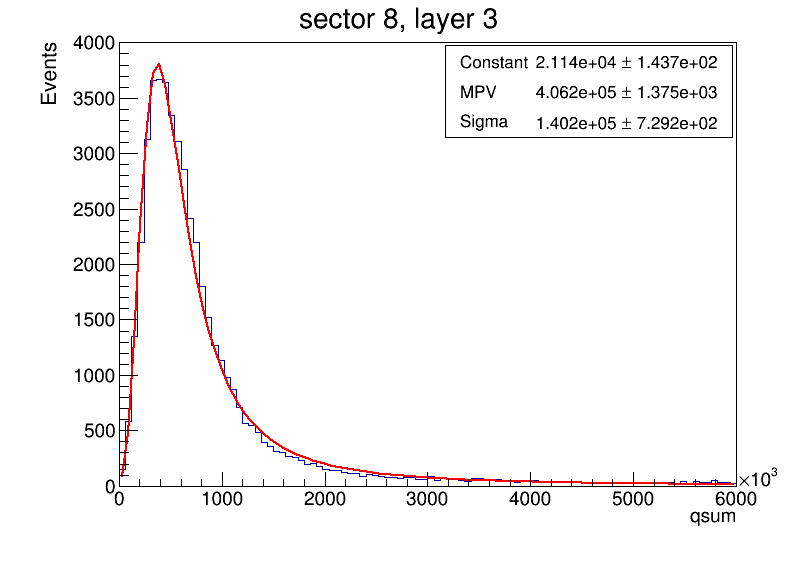 sector 8, layer 3
Events
Constant 2.114e+04 ± 1.437e+02
MPV 4.062e+05 ± 1.375e+03
Sigma 1.402e+05 ± 7.292e+02
4000
3500
3000
2500
2000
1500
1000
500
0
0 1000 2000 3000 4000 5000 6000
×10³
qsum